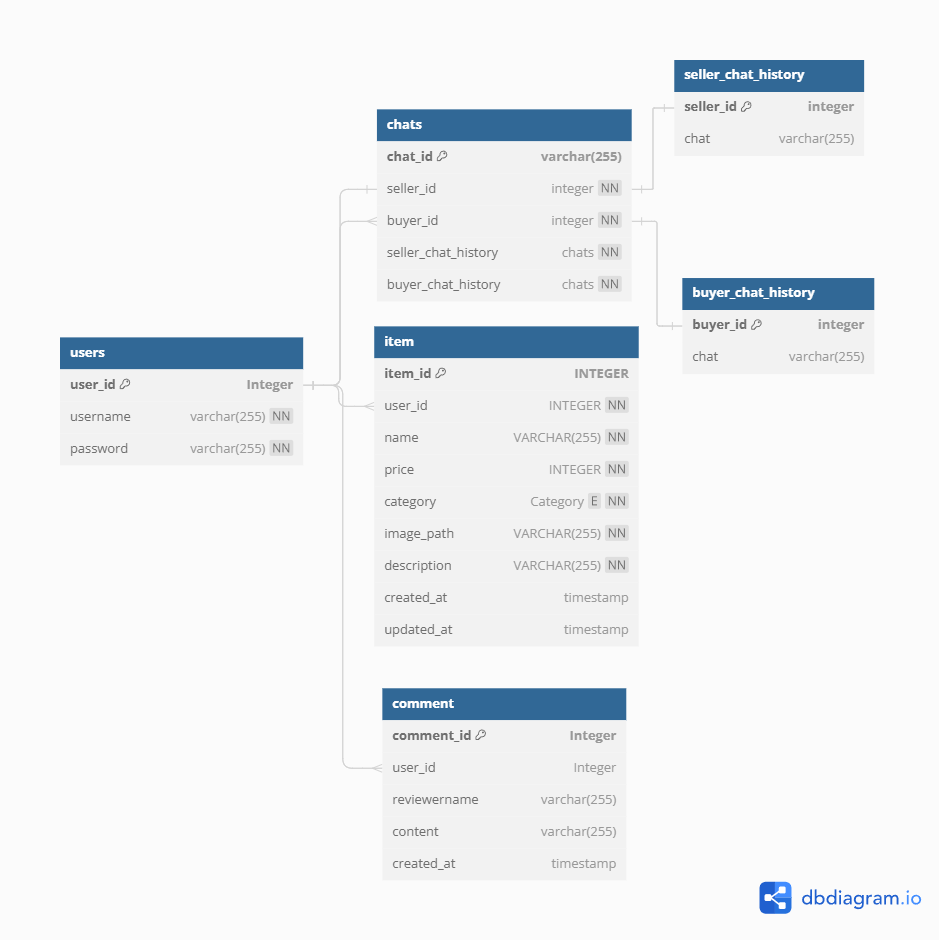 seller_chat_history
seller_id integer
chat varchar(255)
chats
chat_id varchar(255)
seller_id integer NN
buyer_id integer NN
seller_chat_history chats NN
buyer_chat_history chats NN
buyer_chat_history
buyer_id integer
chat varchar(255)
users
user_id Integer
username varchar(255) NN
password varchar(255) NN
item
item_id INTEGER
user_id INTEGER NN
name VARCHAR(255) NN
price INTEGER NN
category Category E NN
image_path VARCHAR(255) NN
description VARCHAR(255) NN
created_at timestamp
updated_at timestamp
comment
comment_id Integer
user_id Integer
reviewername varchar(255)
content varchar(255)
created_at timestamp
dbdiagram.io